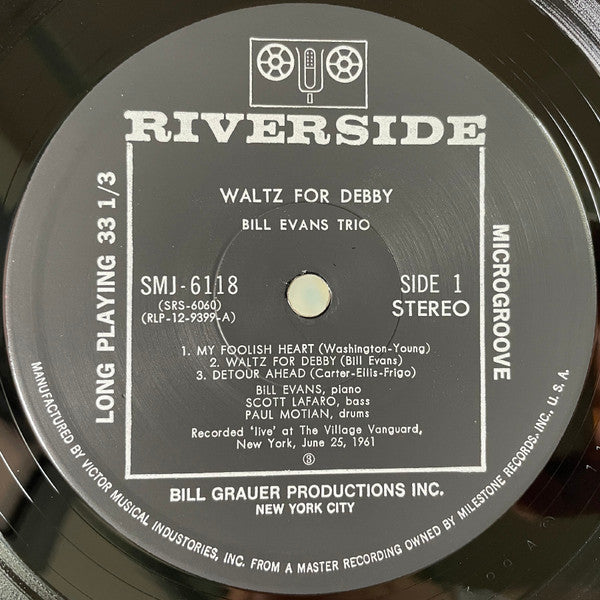 RIVERSIDE
WALTZ FOR DEBBY
BILL EVANS TRIO
LONG PLAYING 33 1/3
MICROGROOVE
SMJ-6118
(SRS-6060)
(RLP-12-9399-A)
SIDE 1
STEREO
1. MY FOOLISH HEART (Washington-Young)
2. WALTZ FOR DEBBY (Bill Evans)
3. DETOUR AHEAD (Carter-Ellis-Frigo)
BILL EVANS, piano
SCOTT LAFARO, bass
PAUL MOTIAN, drums
Recorded 'live' at The Village Vanguard,
New York, June 25, 1961
BILL GRAUER PRODUCTIONS INC.
NEW YORK CITY
MANUFACTURED BY VICTOR MUSICAL INDUSTORIES, INC. FROM A MASTER RECORDING OWNED BY MILESTONE RECORDS, INC., U.S.A.